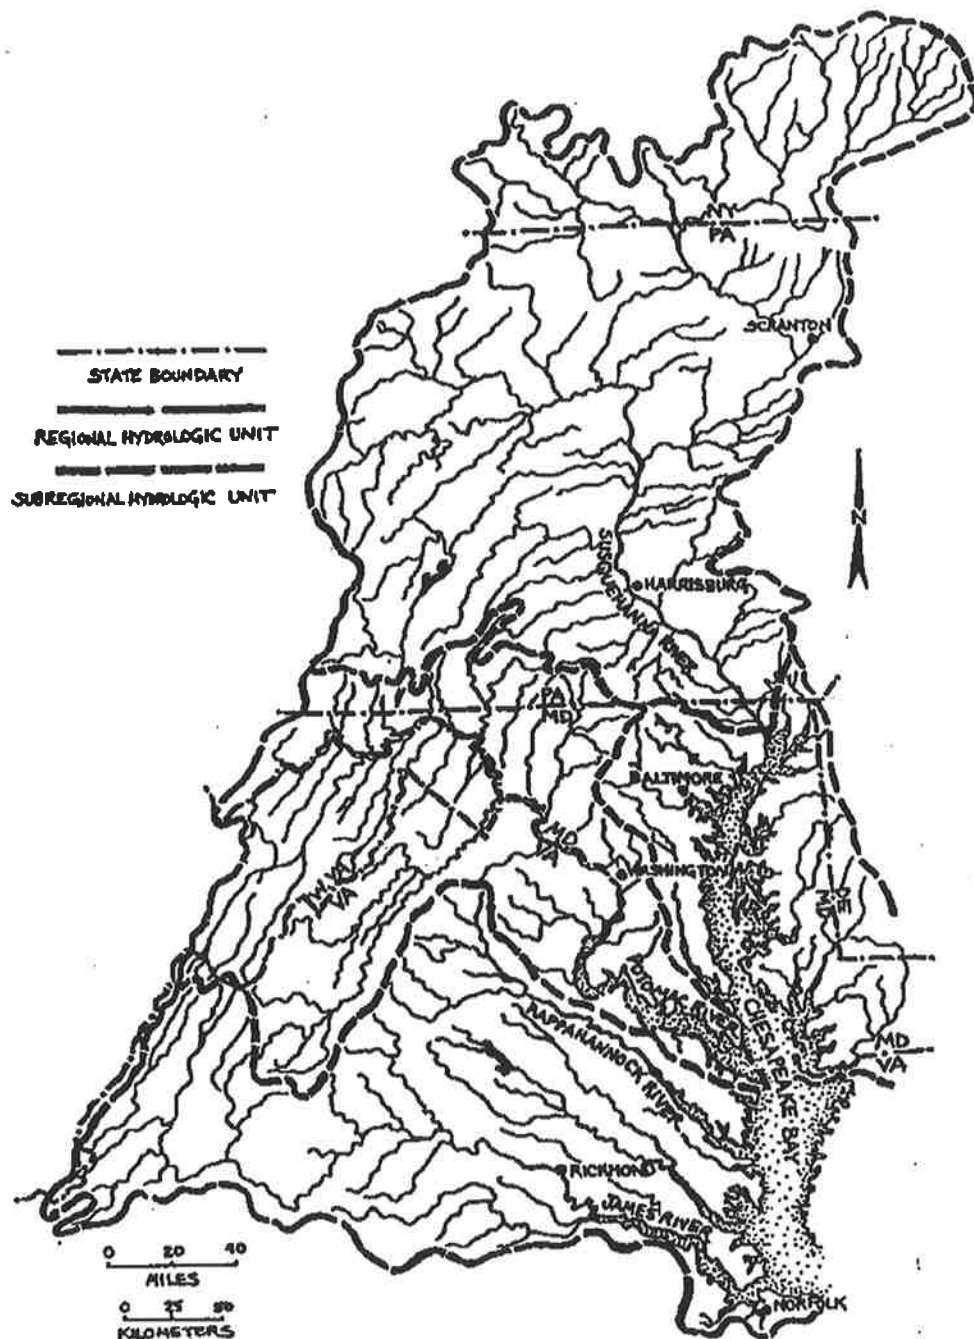 NY
PA
SCRANTON
STATE BOUNDARY
REGIONAL HYDROLOGIC UNIT
SUBREGIONAL HYDROLOGIC UNIT
N
SUSQUEHANNA RIVER
HARRISBURG
PA
MD
BALTIMORE
MD
VA
WASHINGTON
W.VA
VA
DE
MD
POTOMAC RIVER
CHESAPEAKE BAY
RAPPAHANNOCK RIVER
MD
VA
RICKMOND
JAMES RIVER
0 20 40
MILES
0 25 50
KILOMETERS
NORFOLK